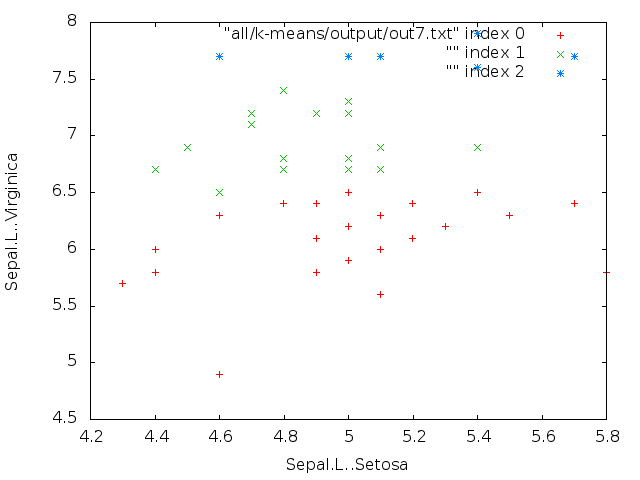 "all/k-means/output/out7.txt" index 0
"" index 1
"" index 2
8
7.5
7
6.5
6
5.5
5
4.5
4.2 4.4 4.6 4.8 5 5.2 5.4 5.6 5.8
Sepal.L..Virginica
Sepal.L..Setosa